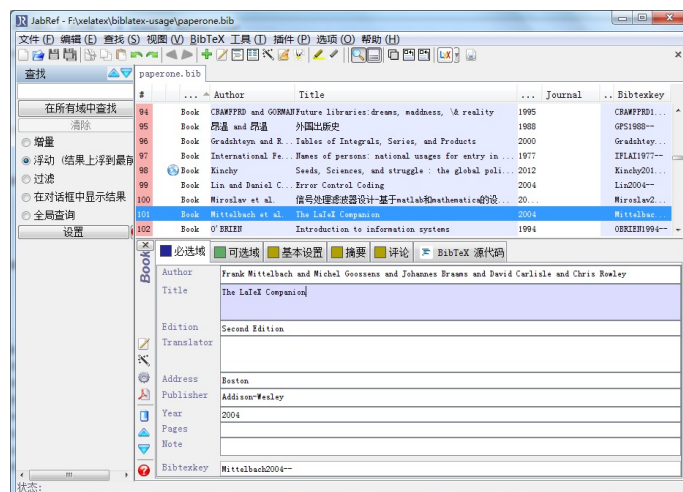 JabRef - F:\xelatex\biblatex-usage\paperone.bib
文件(F) 编辑(E) 查找(S) 视图(V) BibTeX 工具(T) 插件(P) 选项(O) 帮助(H)
查找
paperone.bib
# ... Author Title ... Journal .. Bibtexkey
94 Book CRAWFPRD and GORMAN Future libraries:dreams, maddness, \& reality 1995 CRAWFPRD1...
95 Book 昂温 and 昂温 外国出版史 1988 GPS1988--
96 Book Gradshteyn and R... Tables of Integrals, Series, and Products 2000 Gradshtey...
97 Book International Fe... Names of persons: national usages for entry in ... 1977 IFLAI1977--
98 Book Kinchy Seeds, Sciences, and struggle : the global poli... 2012 Kinchy201...
99 Book Lin and Daniel C... Error Control Coding 2004 Lin2004--
100 Book Miroslav et al. 信号处理滤波器设计-基于matlab和mathematica的设... 20... Miroslav2...
101 Book Mittelbach et al. The LaTeX Companion 2004 Mittelbac...
102 Book O'BRIEN Introduction to information systems 1994 OBRIEN1994--
在所有域中查找
清除
增量
浮动 (结果上浮到最前
过滤
在对话框中显示结果
全局查询
设置
Book
必选域 可选域 基本设置 摘要 评论 BibTeX 源代码
Author Frank Mittelbach and Michel Goossens and Johannes Braams and David Carlisle and Chris Rowley
Title The LaTeX Companion
Edition Second Edition
Translator
Address Boston
Publisher Addison-Wesley
Year 2004
Pages
Note
Bibtexkey Mittelbach2004--
状态: